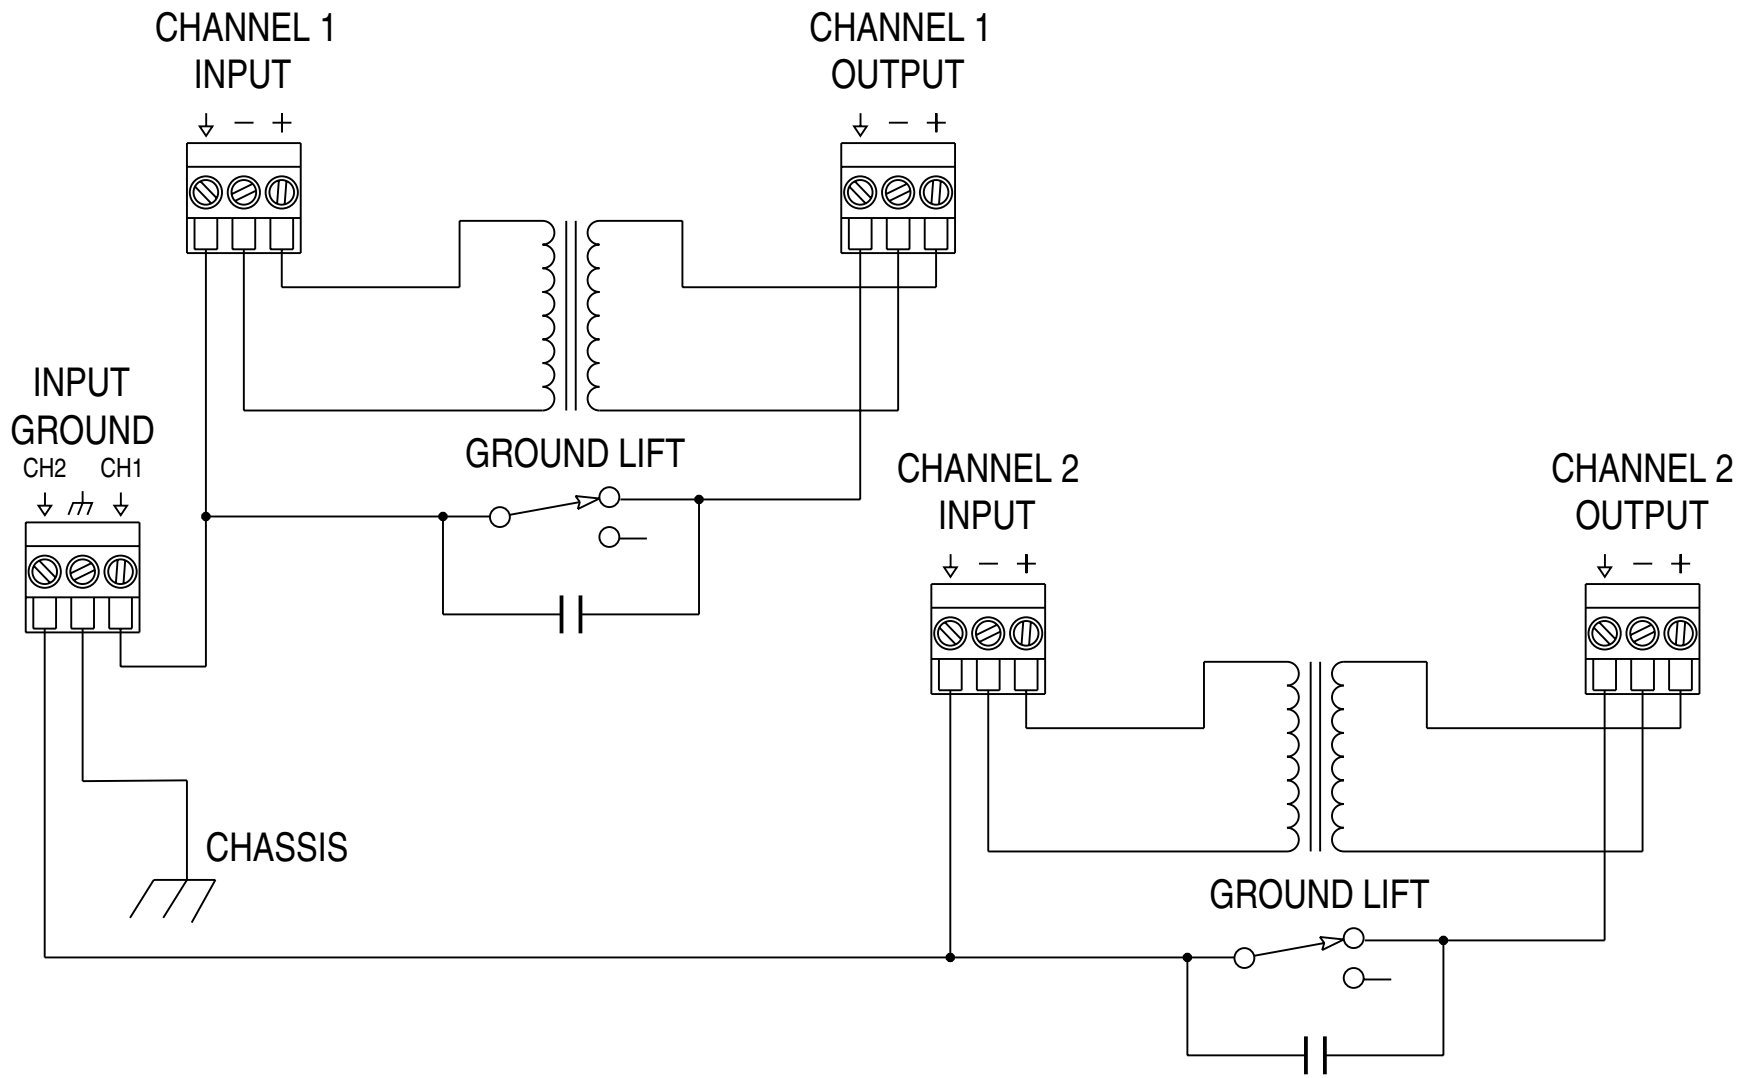 CHANNEL 1
INPUT
− +
CHANNEL 1
OUTPUT
− +
INPUT
GROUND
CH2 CH1
GROUND LIFT
CHANNEL 2
INPUT
− +
CHANNEL 2
OUTPUT
− +
CHASSIS
GROUND LIFT